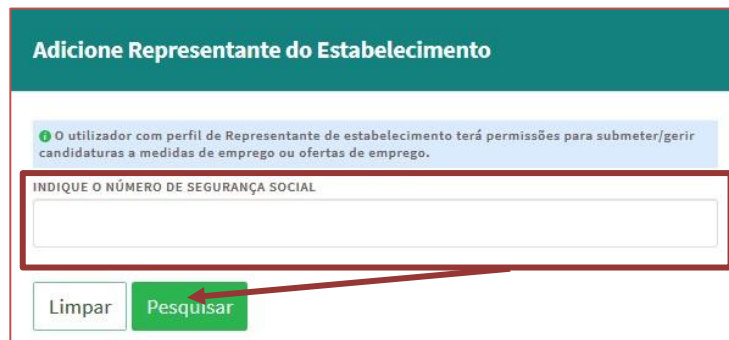 Adicione Representante do Estabelecimento
O utilizador com perfil de Representante de estabelecimento terá permissões para submeter/gerir
candidaturas a medidas de emprego ou ofertas de emprego.
INDIQUE O NÚMERO DE SEGURANÇA SOCIAL
Limpar Pesquisar